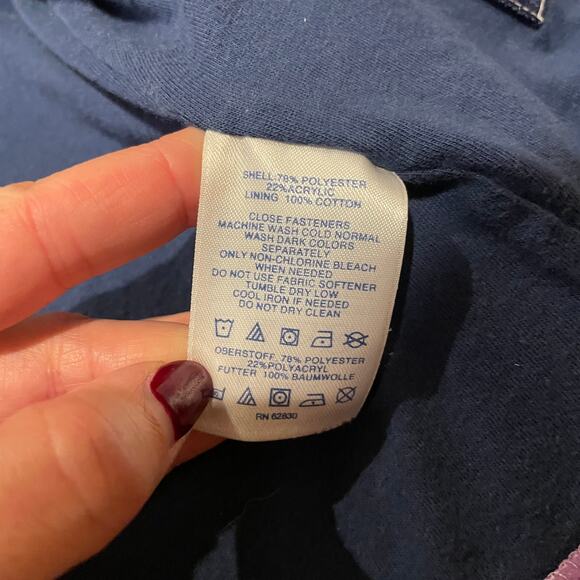 SHELL: 78% POLYESTER
22%ACRYLIC
LINING 100% COTTON
CLOSE FASTENERS
MACHINE WASH COLD NORMAL
WASH DARK COLORS
SEPARATELY
ONLY NON-CHLORINE BLEACH
WHEN NEEDED
DO NOT USE FABRIC SOFTENER
TUMBLE DRY LOW
COOL IRON IF NEEDED
DO NOT DRY CLEAN
OBERSTOFF: 78% POLYESTER
22%POLYACRYL
FUTTER 100% BAUMWOLLE
RN 62830